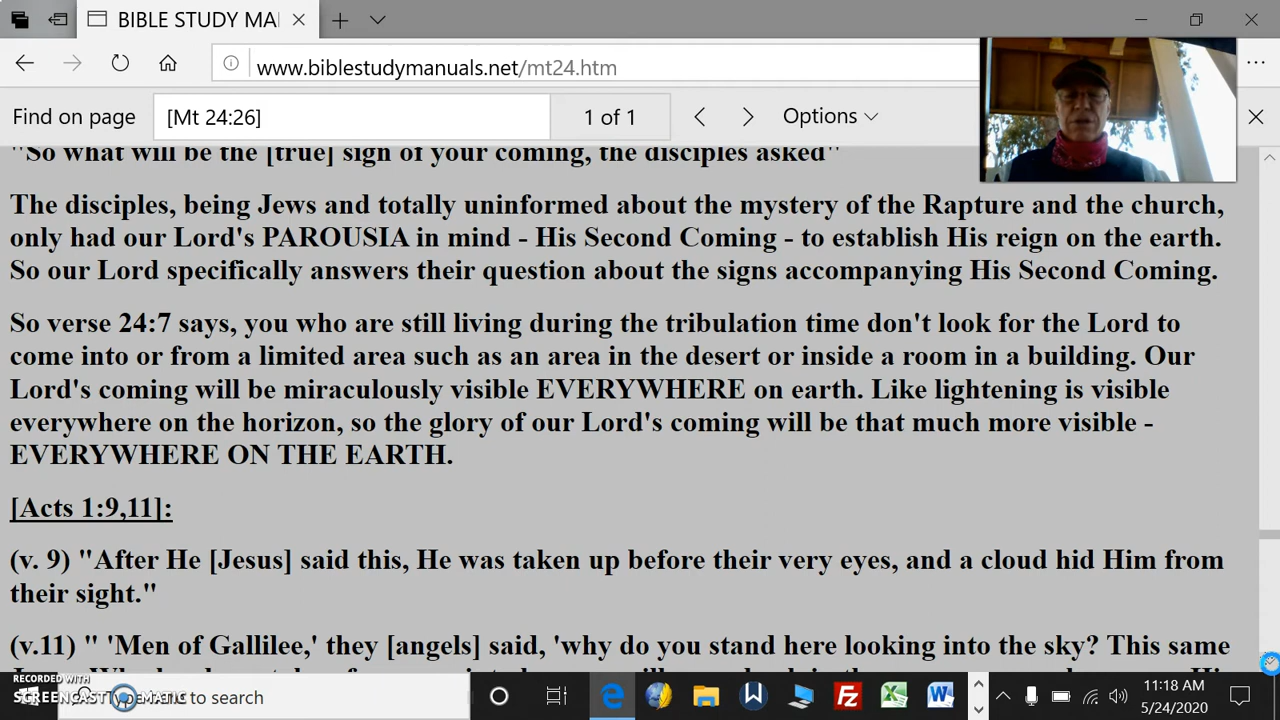 BIBLE STUDY MA
www.biblestudymanuals.net/mt24.htm
Find on page
[Mt 24:26]
1 of 1
Options
"So what will be the [true] sign of your coming, the disciples asked"
The disciples, being Jews and totally uninformed about the mystery of the Rapture and the church,
only had our Lord's PAROUSIA in mind - His Second Coming - to establish His reign on the earth.
So our Lord specifically answers their question about the signs accompanying His Second Coming.
So verse 24:7 says, you who are still living during the tribulation time don't look for the Lord to
come into or from a limited area such as an area in the desert or inside a room in a building. Our
Lord's coming will be miraculously visible EVERYWHERE on earth. Like lightening is visible
everywhere on the horizon, so the glory of our Lord's coming will be that much more visible -
EVERYWHERE ON THE EARTH.
[Acts 1:9,11]:
(v. 9) "After He [Jesus] said this, He was taken up before their very eyes, and a cloud hid Him from
their sight."
(v.11) " 'Men of Gallilee,' they [angels] said, 'why do you stand here looking into the sky? This same
RECORDED WITH
SCREENCAST MATIC
Type here to search
11:18 AM
5/24/2020